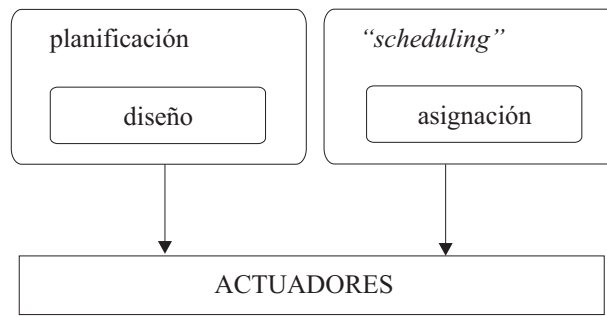 planificación
“scheduling”
diseño
asignación
ACTUADORES